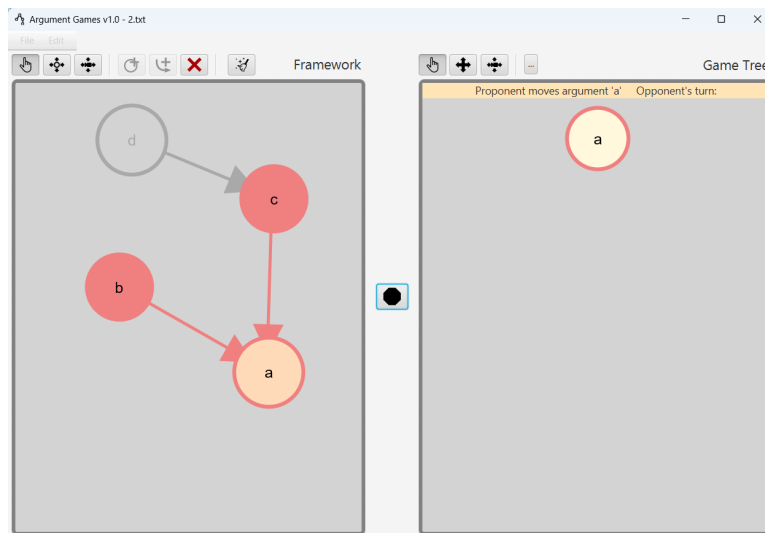 Argument Games v1.0 - 2.txt
File Edit
Framework
Game Tree
Proponent moves argument 'a' Opponent's turn:
d
c
b
a
a